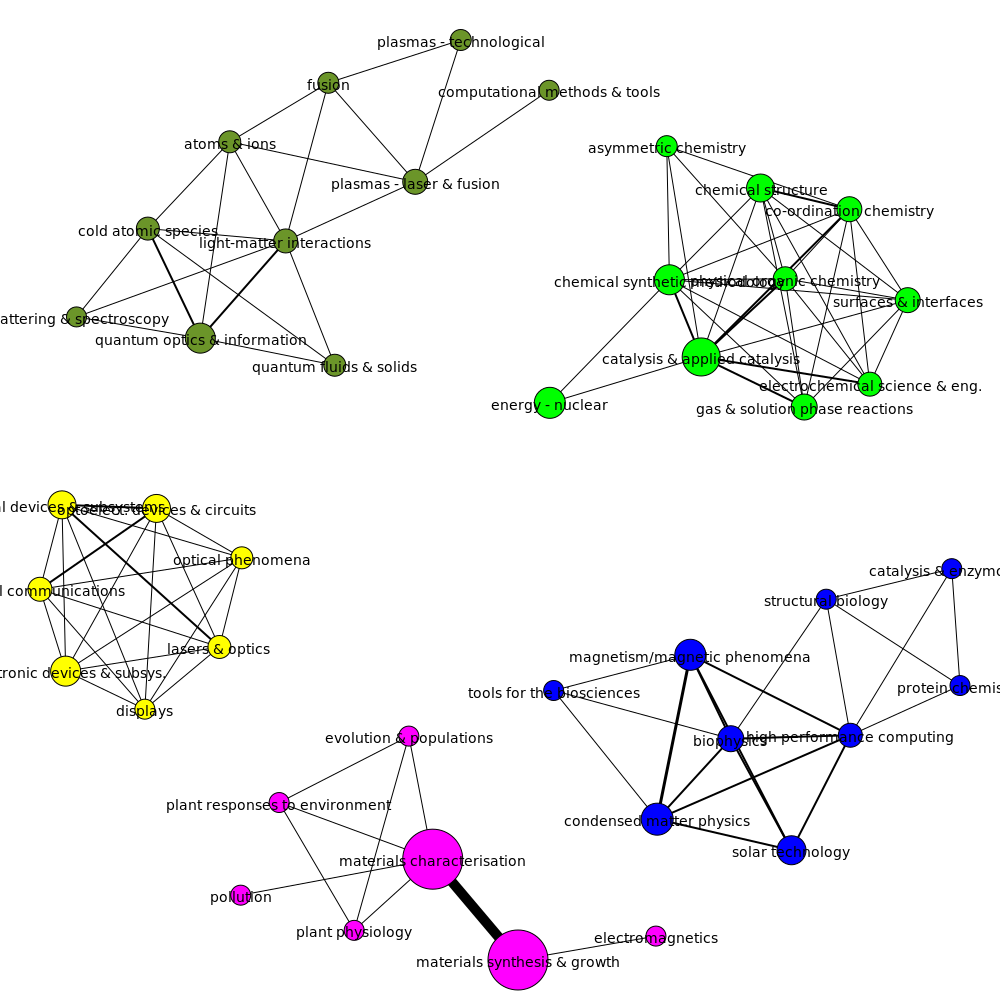 plasmas - technological
fusion
computational methods & tools
atoms & ions
plasmas - laser & fusion
cold atomic species
light-matter interactions
attering & spectroscopy
quantum optics & information
quantum fluids & solids
asymmetric chemistry
chemical structure
co-ordination chemistry
chemical synthetic methodology
physical organic chemistry
surfaces & interfaces
catalysis & applied catalysis
electrochemical science & eng.
energy - nuclear
gas & solution phase reactions
l devices & subsystems
optoelect. devices & circuits
optical phenomena
l communications
lasers & optics
tronic devices & subsys.
displays
catalysis & enzymo
structural biology
magnetism/magnetic phenomena
tools for the biosciences
protein chemis
biophysics
high performance computing
condensed matter physics
solar technology
evolution & populations
plant responses to environment
materials characterisation
pollution
plant physiology
electromagnetics
materials synthesis & growth